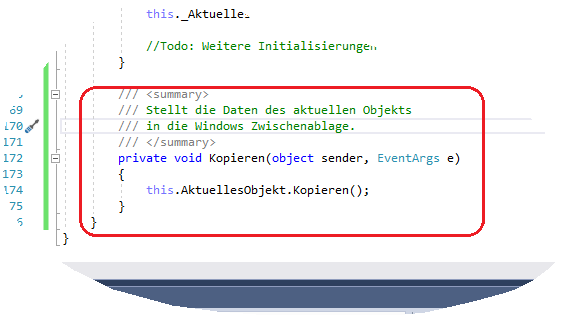 this._Aktuelle
//Todo: Weitere Initialisierungen
}
/// <summary>
69 /// Stellt die Daten des aktuellen Objekts
170 /// in die Windows Zwischenablage.
171 /// </summary>
172 private void Kopieren(object sender, EventArgs e)
173 {
174 this.AktuellesObjekt.Kopieren();
75 }
6 }
}